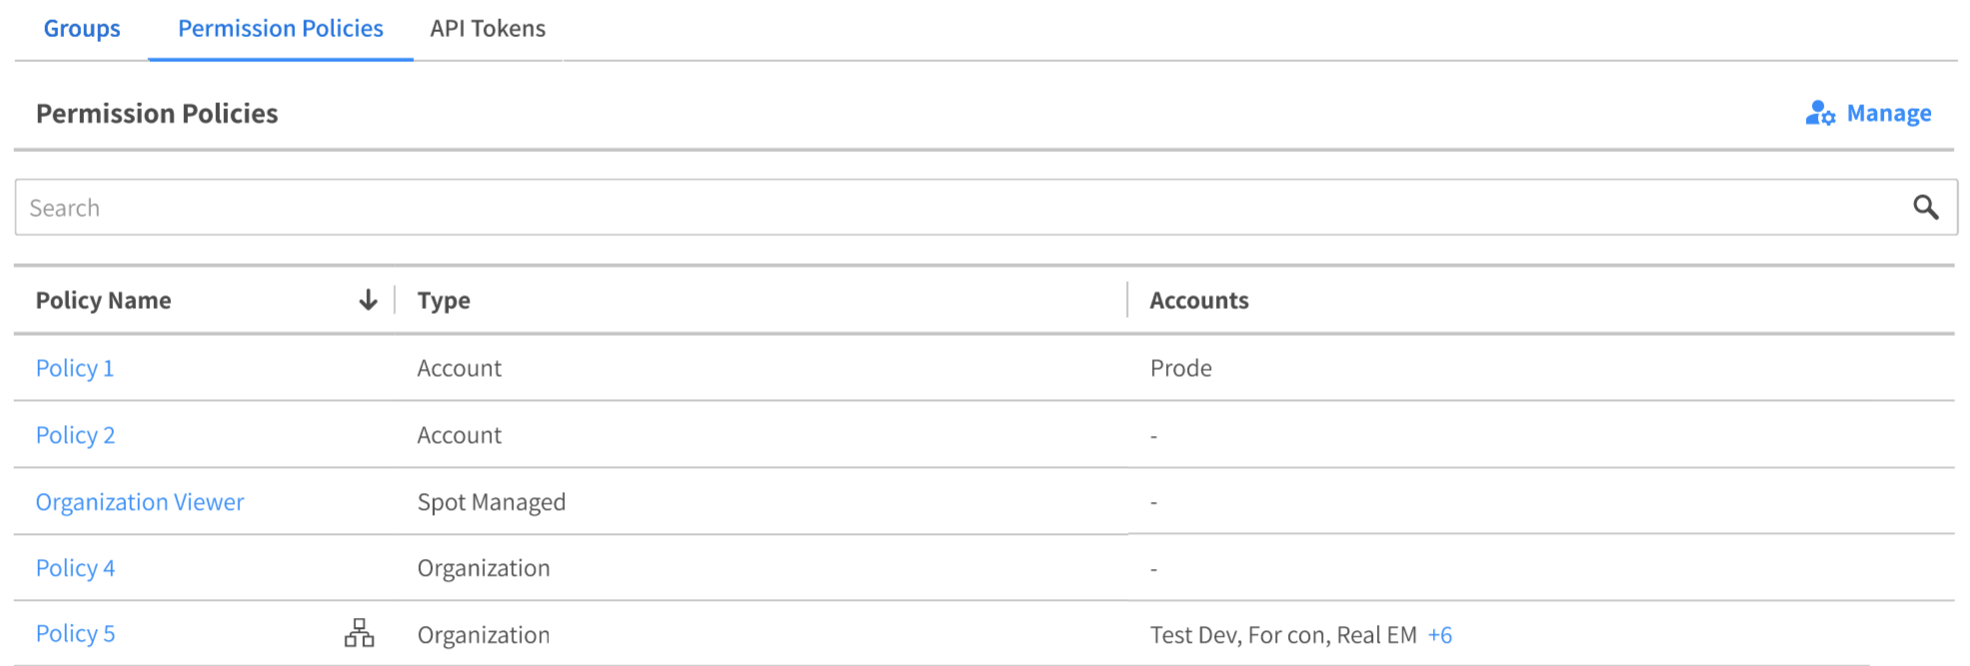 Groups Permission Policies API Tokens
Permission Policies Manage
Search
Policy Name Type Accounts
Policy 1 Account Prode
Policy 2 Account -
Organization Viewer Spot Managed -
Policy 4 Organization -
Policy 5 Organization Test Dev, For con, Real EM +6